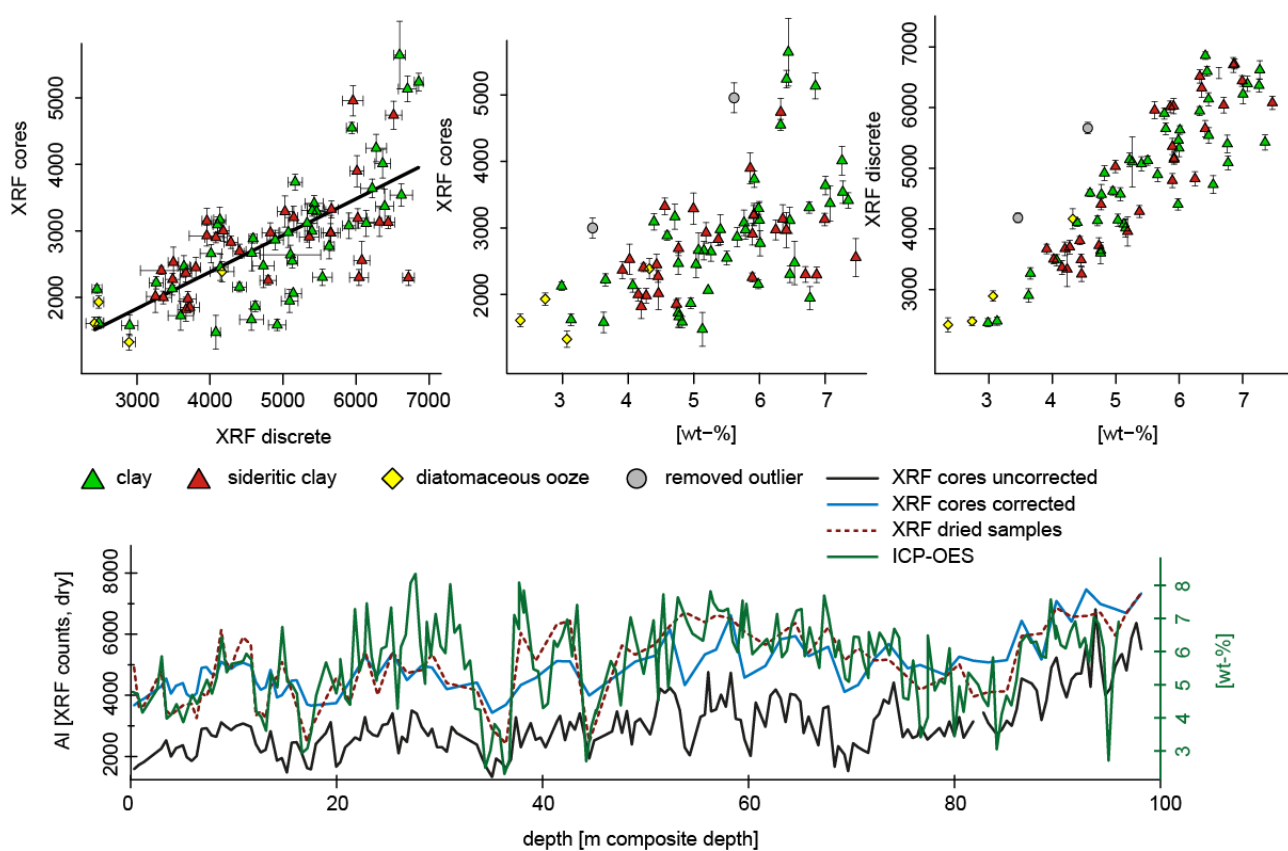 XRF cores
2000 3000 4000 5000
3000 4000 5000 6000 7000
XRF discrete
XRF cores
2000 3000 4000 5000
3 4 5 6 7
[wt−%]
XRF discrete
3000 4000 5000 6000 7000
3 4 5 6 7
[wt−%]
clay
sideritic clay
diatomaceous ooze
removed outlier
XRF cores uncorrected
XRF cores corrected
XRF dried samples
ICP-OES
Al [XRF counts, dry]
2000 4000 6000 8000
3 4 5 6 7 8
[wt−%]
0 20 40 60 80 100
depth [m composite depth]